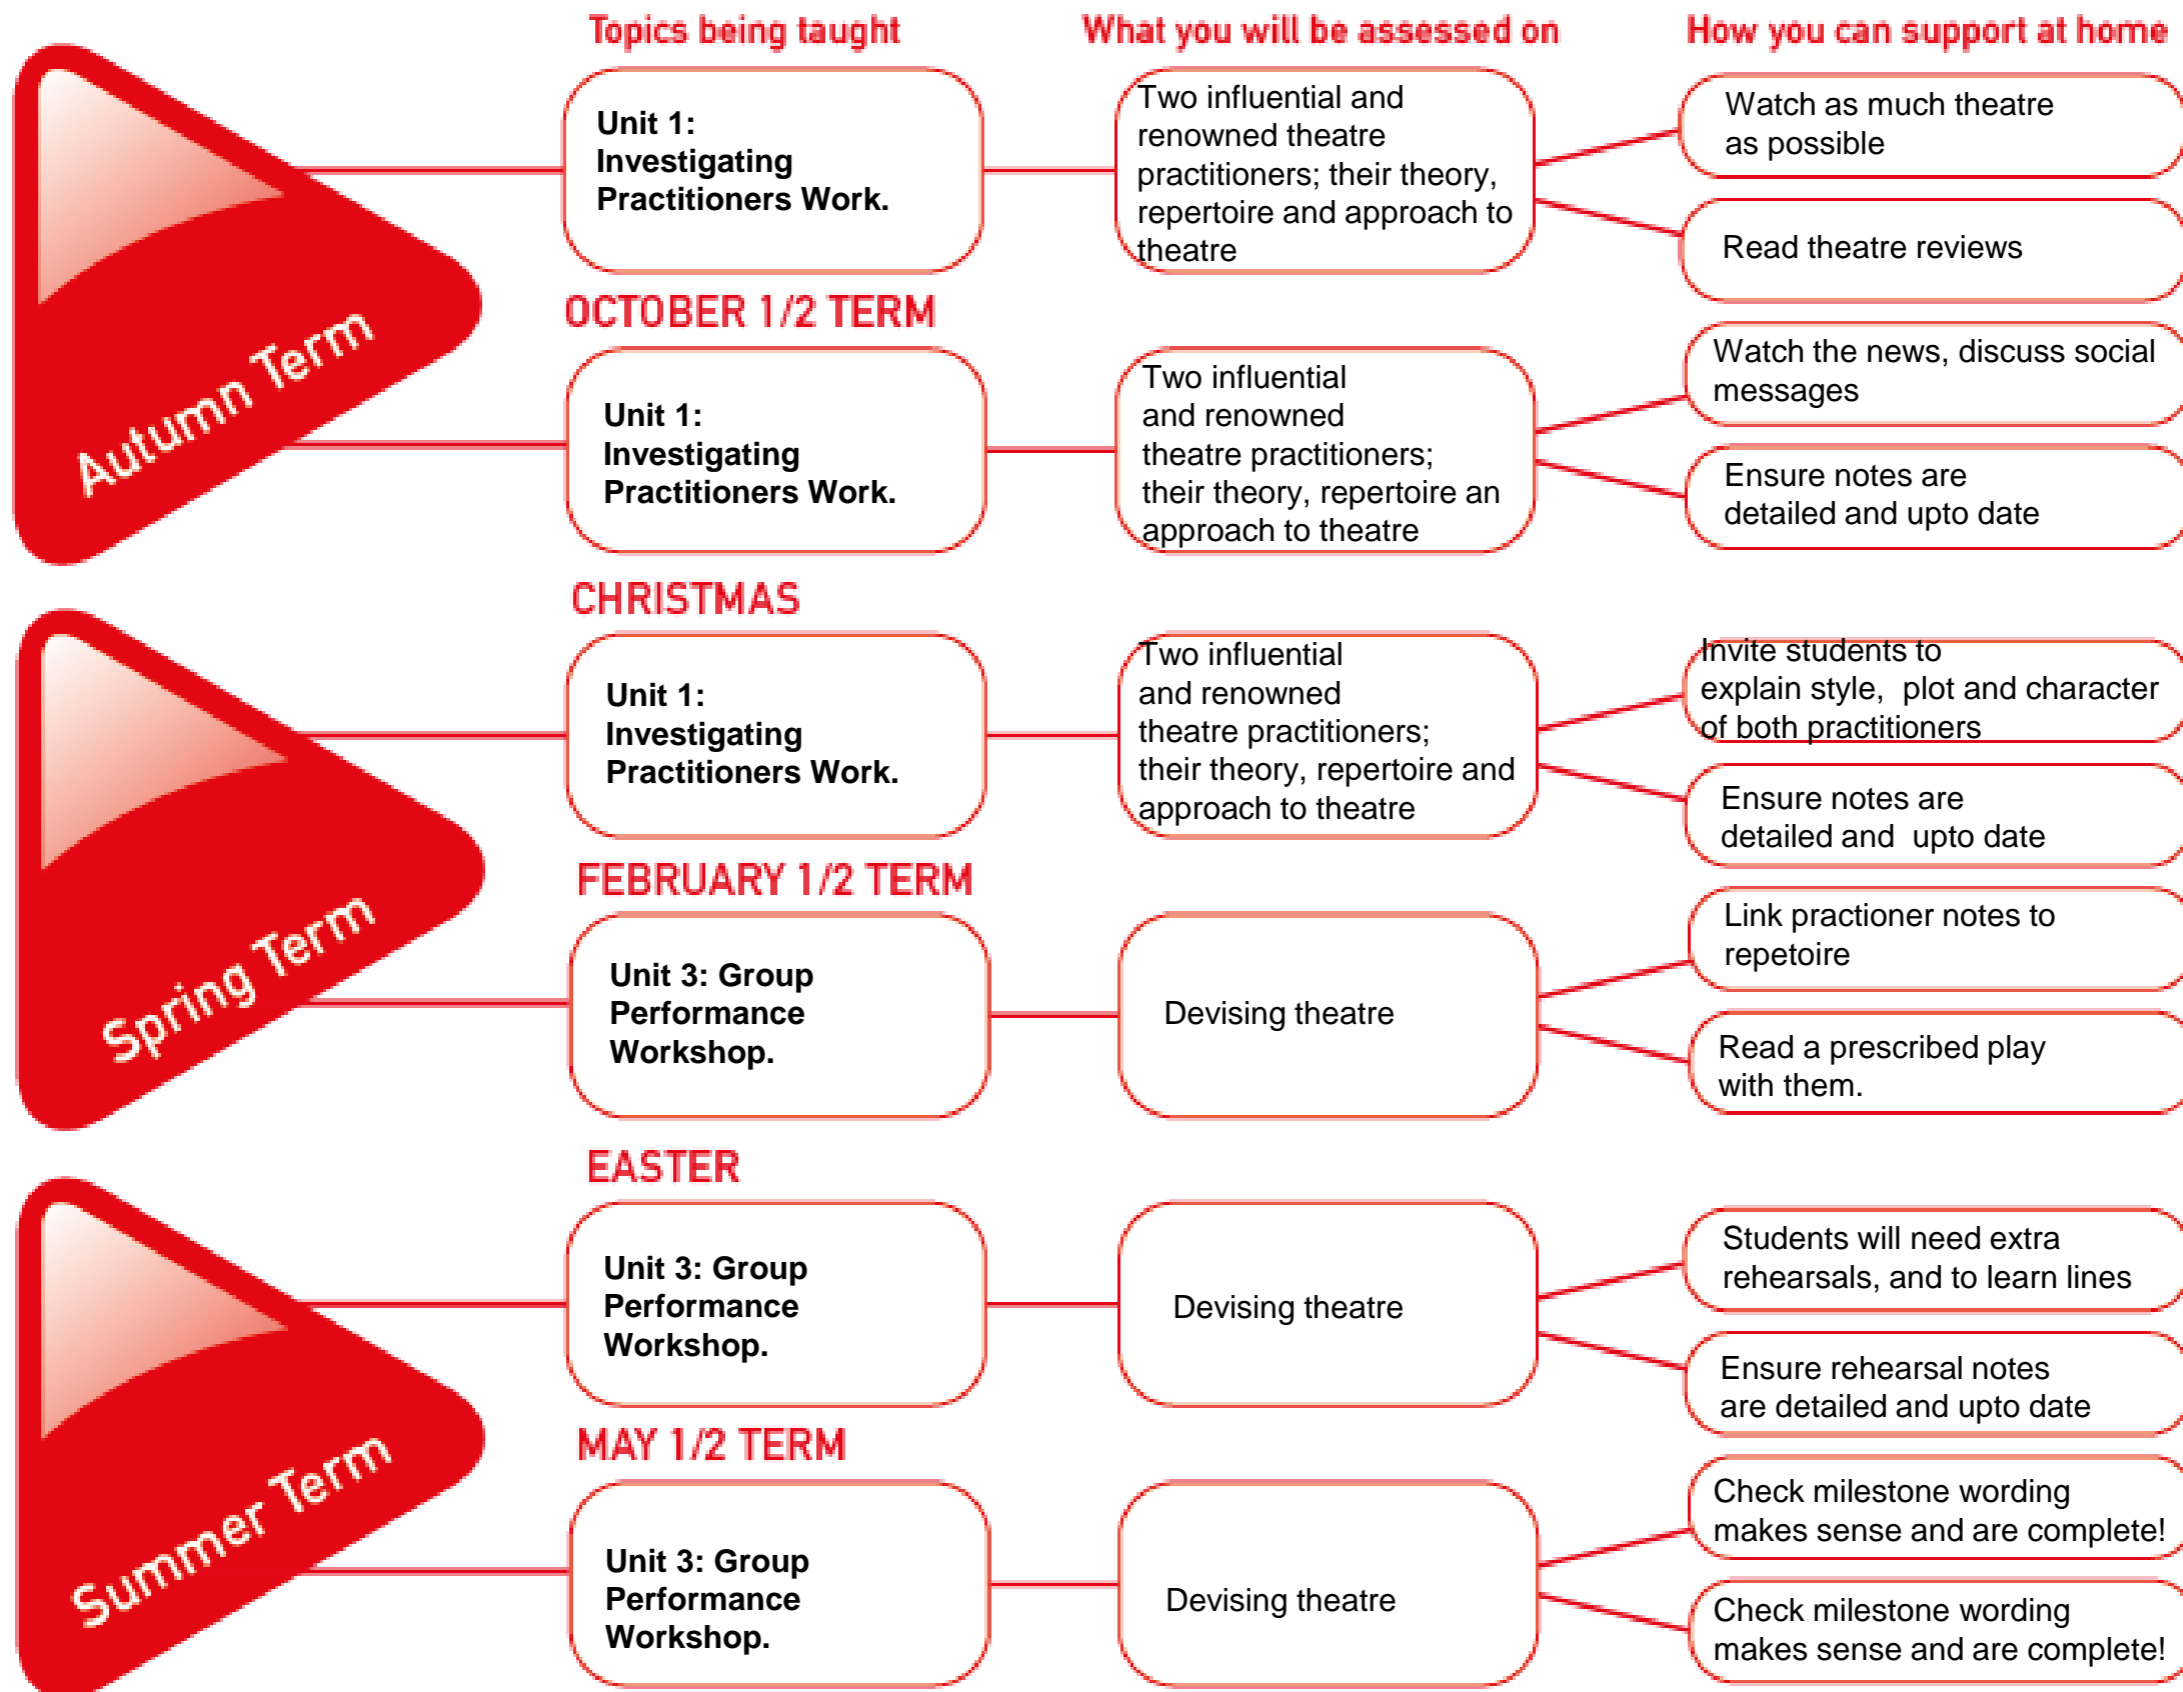 Topics being taught
What you will be assessed on
How you can support at home
Autumn Term
Unit 1:
Investigating
Practitioners Work.
Two influential and
renowned theatre
practitioners; their theory,
repertoire and approach to
theatre
Watch as much theatre
as possible
Read theatre reviews
OCTOBER 1/2 TERM
Unit 1:
Investigating
Practitioners Work.
Two influential
and renowned
theatre practitioners;
their theory, repertoire an
approach to theatre
Watch the news, discuss social
messages
Ensure notes are
detailed and upto date
CHRISTMAS
Spring Term
Unit 1:
Investigating
Practitioners Work.
Two influential
and renowned
theatre practitioners;
their theory, repertoire and
approach to theatre
Invite students to
explain style, plot and character
of both practitioners
Ensure notes are
detailed and upto date
FEBRUARY 1/2 TERM
Unit 3: Group
Performance
Workshop.
Devising theatre
Link practioner notes to
repetoire
Read a prescribed play
with them.
EASTER
Summer Term
Unit 3: Group
Performance
Workshop.
Devising theatre
Students will need extra
rehearsals, and to learn lines
Ensure rehearsal notes
are detailed and upto date
MAY 1/2 TERM
Unit 3: Group
Performance
Workshop.
Devising theatre
Check milestone wording
makes sense and are complete!
Check milestone wording
makes sense and are complete!